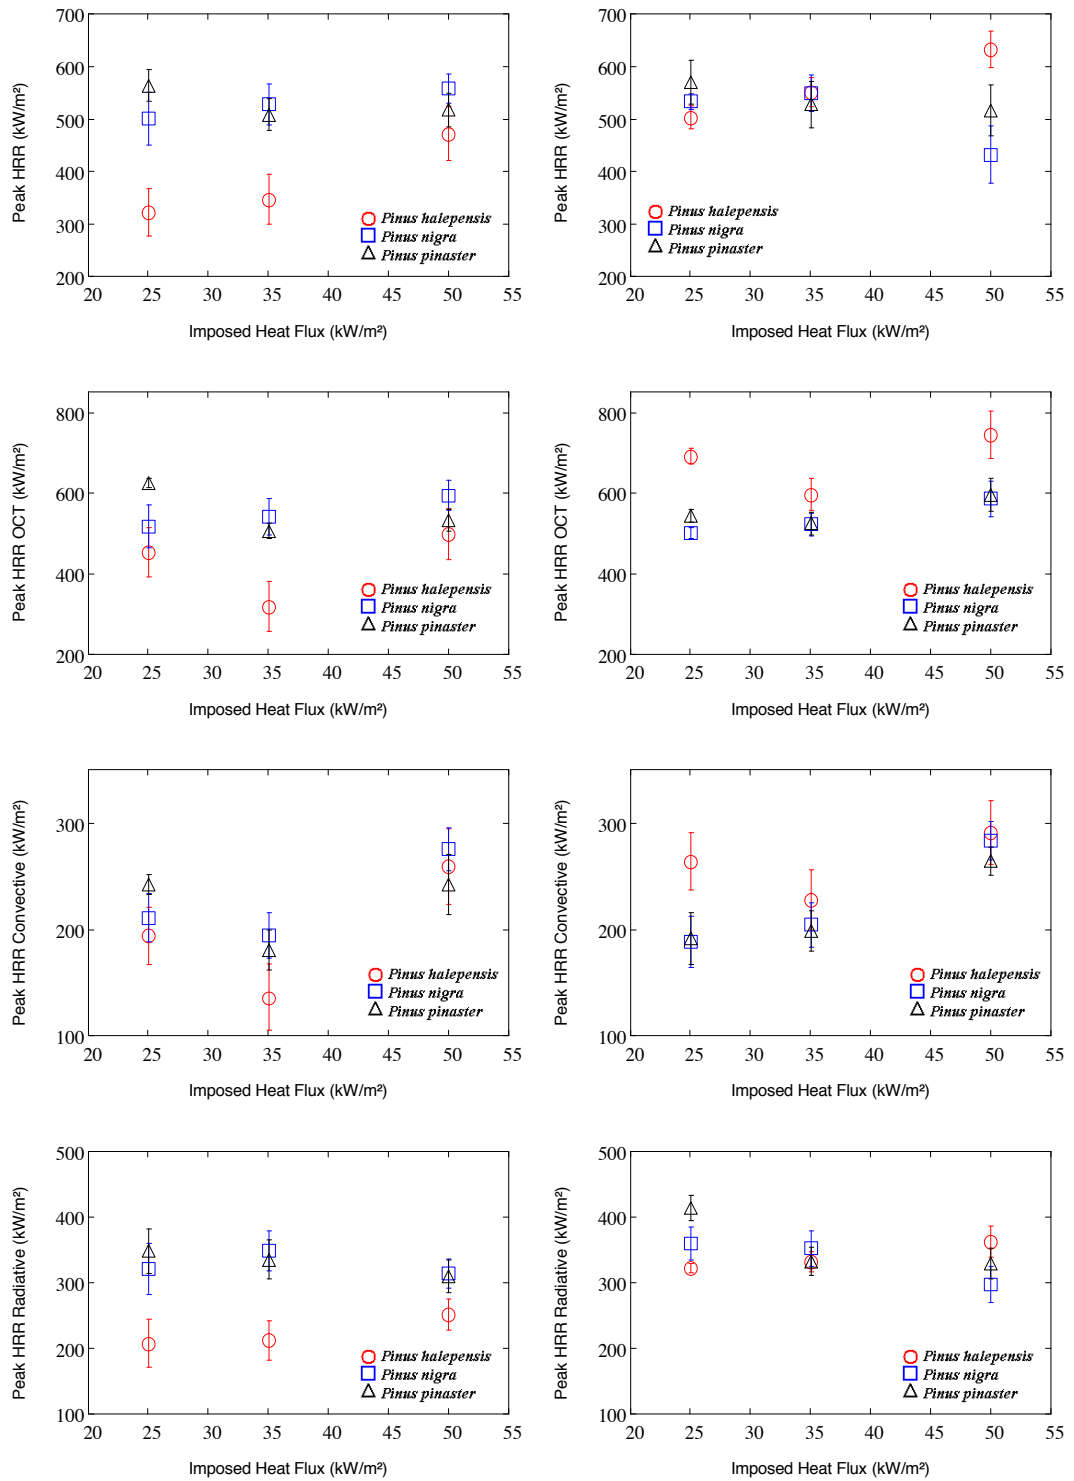 700
600
500
400
300
200
Peak HRR (kW/m²)
Pinus halepensis
Pinus nigra
Pinus pinaster
20 25 30 35 40 45 50 55
Imposed Heat Flux (kW/m²)
700
600
500
400
300
200
Peak HRR (kW/m²)
Pinus halepensis
Pinus nigra
Pinus pinaster
20 25 30 35 40 45 50 55
Imposed Heat Flux (kW/m²)
800
600
400
200
Peak HRR OCT (kW/m²)
Pinus halepensis
Pinus nigra
Pinus pinaster
20 25 30 35 40 45 50 55
Imposed Heat Flux (kW/m²)
800
600
400
200
Peak HRR OCT (kW/m²)
Pinus halepensis
Pinus nigra
Pinus pinaster
20 25 30 35 40 45 50 55
Imposed Heat Flux (kW/m²)
300
200
100
Peak HRR Convective (kW/m²)
Pinus halepensis
Pinus nigra
Pinus pinaster
20 25 30 35 40 45 50 55
Imposed Heat Flux (kW/m²)
300
200
100
Peak HRR Convective (kW/m²)
Pinus halepensis
Pinus nigra
Pinus pinaster
20 25 30 35 40 45 50 55
Imposed Heat Flux (kW/m²)
500
400
300
200
100
Peak HRR Radiative (kW/m²)
Pinus halepensis
Pinus nigra
Pinus pinaster
20 25 30 35 40 45 50 55
Imposed Heat Flux (kW/m²)
500
400
300
200
100
Peak HRR Radiative (kW/m²)
Pinus halepensis
Pinus nigra
Pinus pinaster
20 25 30 35 40 45 50 55
Imposed Heat Flux (kW/m²)